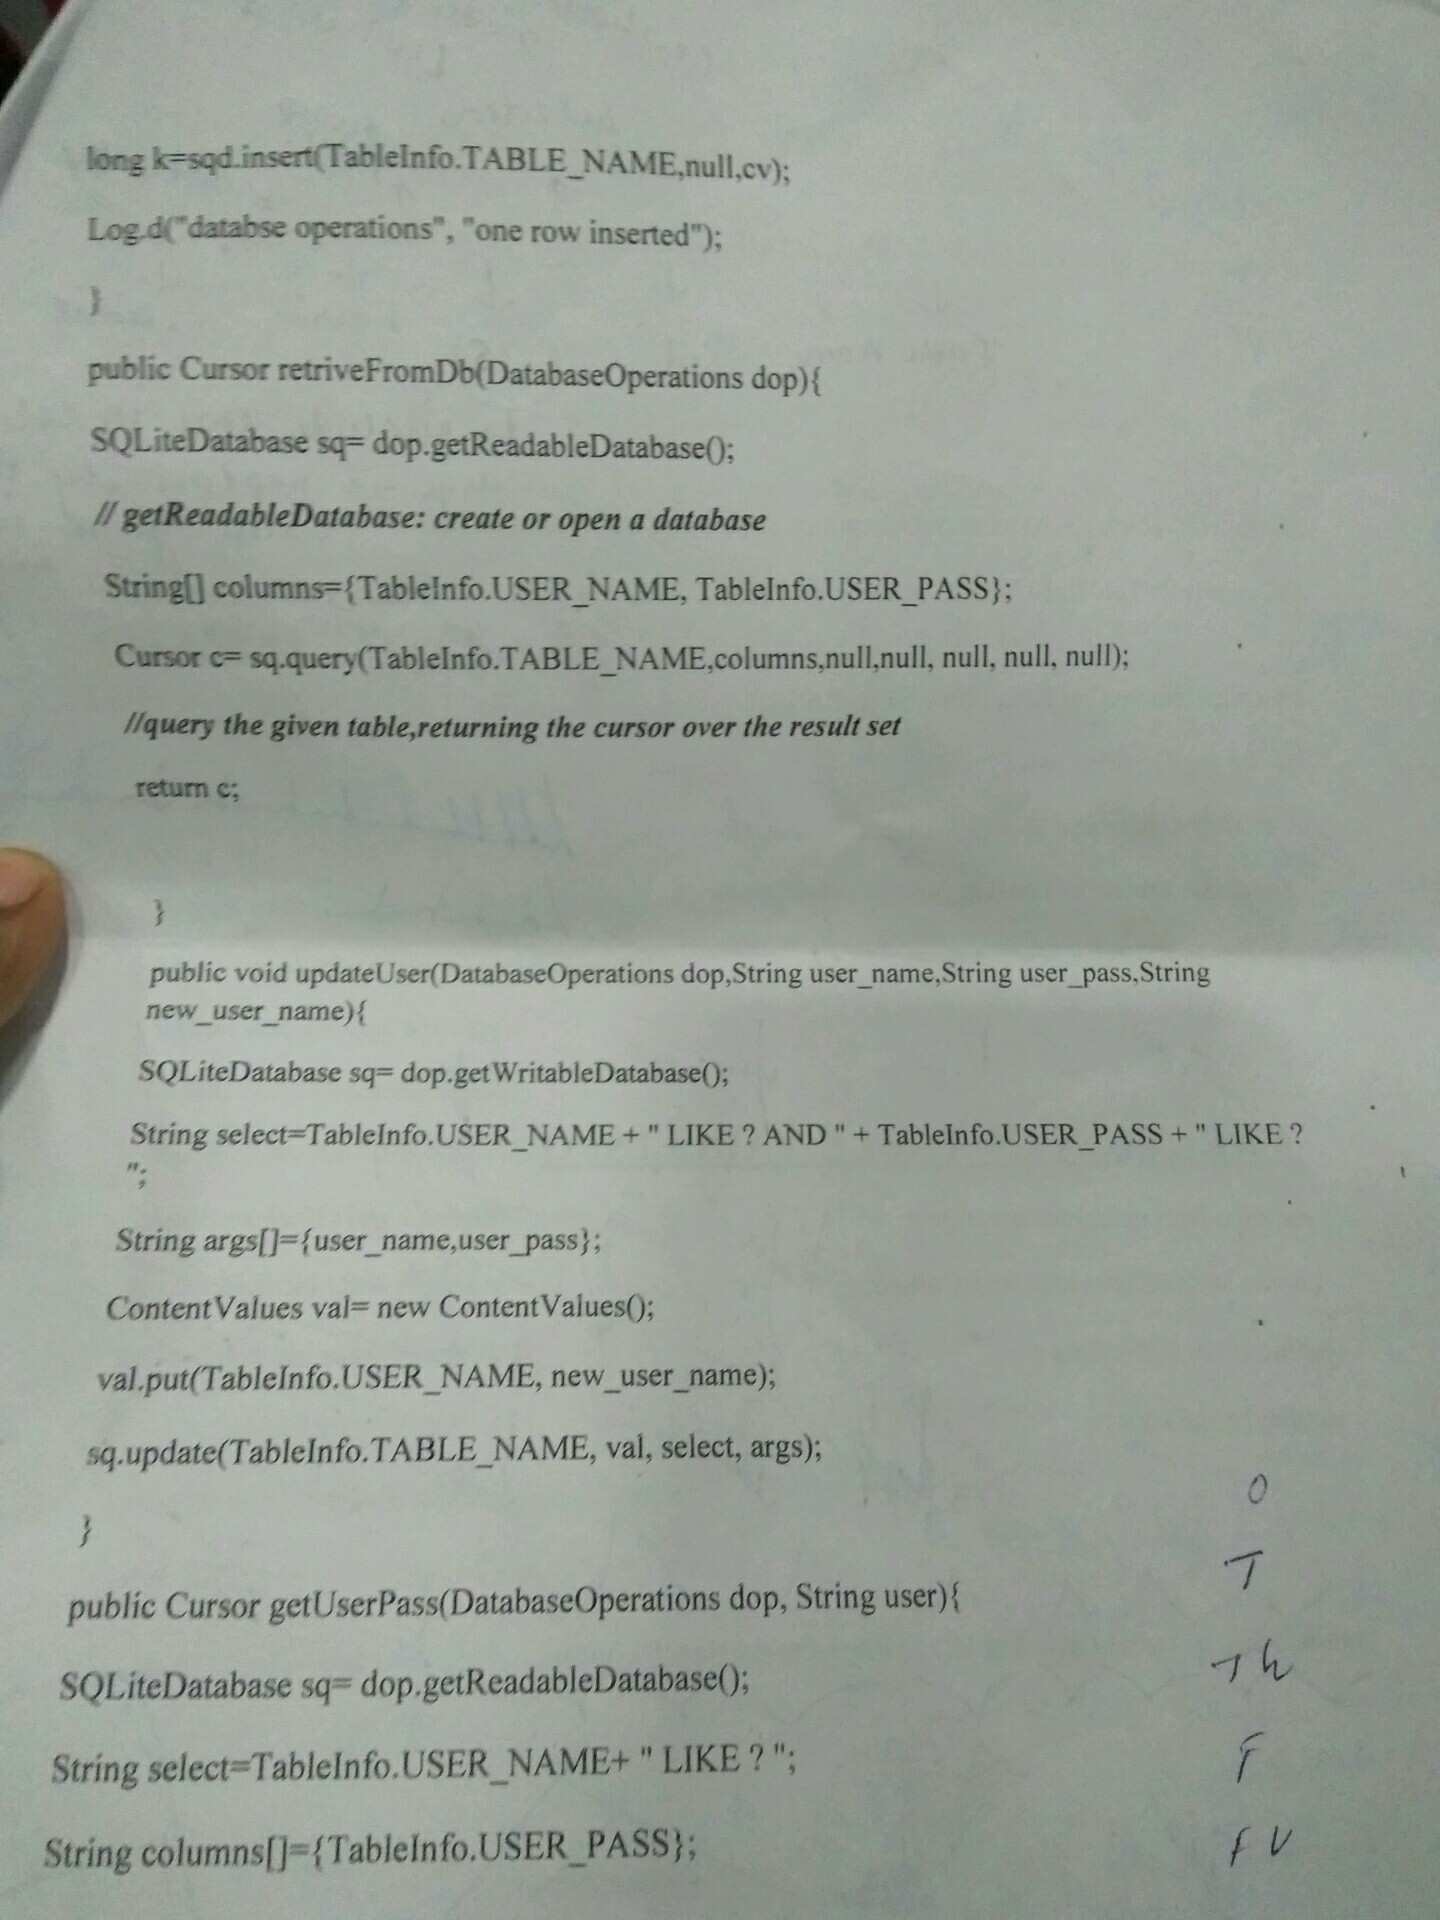 long k=sqd.insert(TableInfo.TABLE_NAME,null,cv);
Log.d("databse operations", "one row inserted");
}
public Cursor retriveFromDb(DatabaseOperations dop){
SQLiteDatabase sq= dop.getReadableDatabase();
// getReadableDatabase: create or open a database
String[] columns={TableInfo.USER_NAME, TableInfo.USER_PASS};
Cursor c= sq.query(TableInfo.TABLE_NAME,columns,null,null, null, null, null);
//query the given table,returning the cursor over the result set
return c;
}
public void updateUser(DatabaseOperations dop,String user_name,String user_pass,String
new_user_name){
SQLiteDatabase sq= dop.getWritableDatabase();
String select=TableInfo.USER_NAME + " LIKE ? AND " + TableInfo.USER_PASS + " LIKE ?
";
String args[]={user_name,user_pass};
ContentValues val= new ContentValues();
val.put(TableInfo.USER_NAME, new_user_name);
sq.update(TableInfo.TABLE_NAME, val, select, args);
O
}
T
public Cursor getUserPass(DatabaseOperations dop, String user){
Th
SQLiteDatabase sq= dop.getReadableDatabase();
F
String select=TableInfo.USER_NAME+ " LIKE ? ";
fV
String columns[]={TableInfo.USER_PASS};